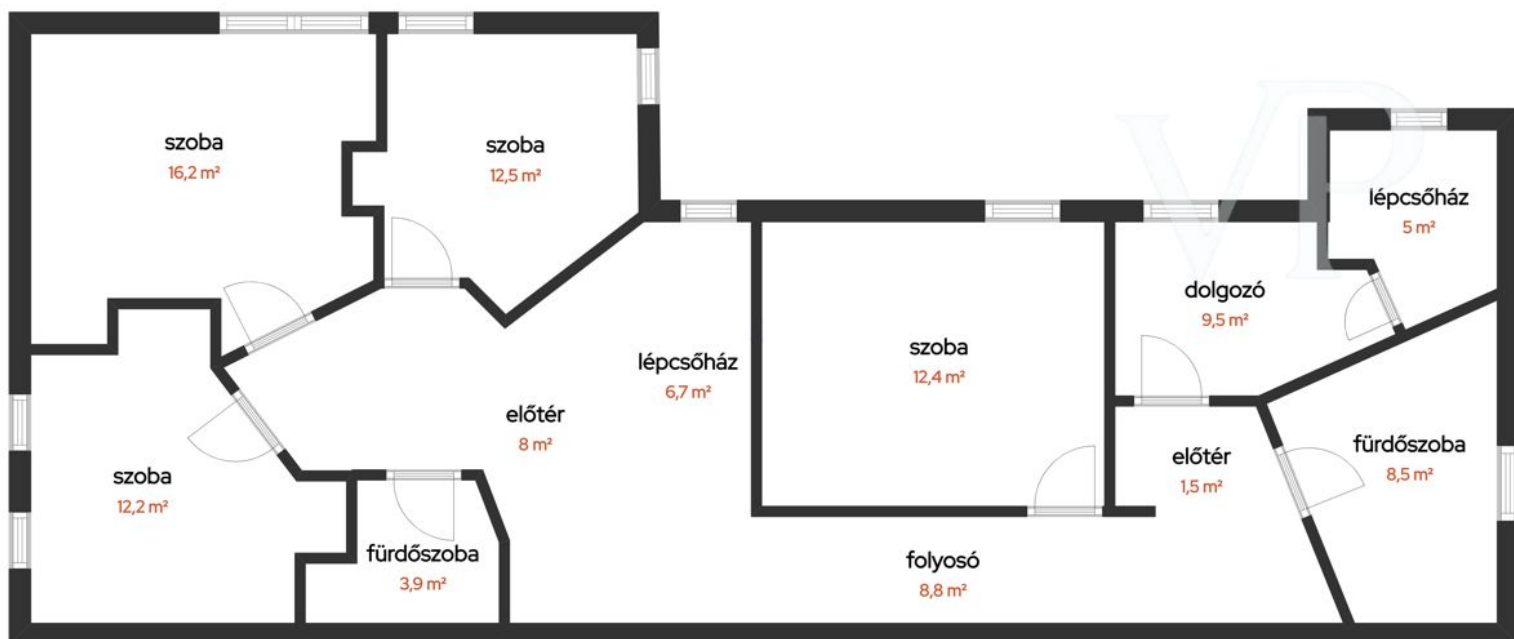 szoba
16,2 m²
szoba
12,5 m²
VP
lépcsőház
5 m²
dolgozó
9,5 m²
szoba
12,4 m²
lépcsőház
6,7 m²
előtér
8 m²
fürdőszoba
8,5 m²
előtér
1,5 m²
szoba
12,2 m²
fürdőszoba
3,9 m²
folyosó
8,8 m²